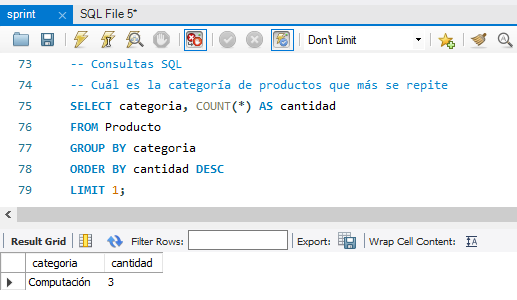 sprint SQL File 5*
Don't Limit
73 -- Consultas SQL
74 -- Cuál es la categoría de productos que más se repite
75 SELECT categoria, COUNT(*) AS cantidad
76 FROM Producto
77 GROUP BY categoria
78 ORDER BY cantidad DESC
79 LIMIT 1;
Result Grid Filter Rows: Export: Wrap Cell Content:
categoria cantidad
Computación 3